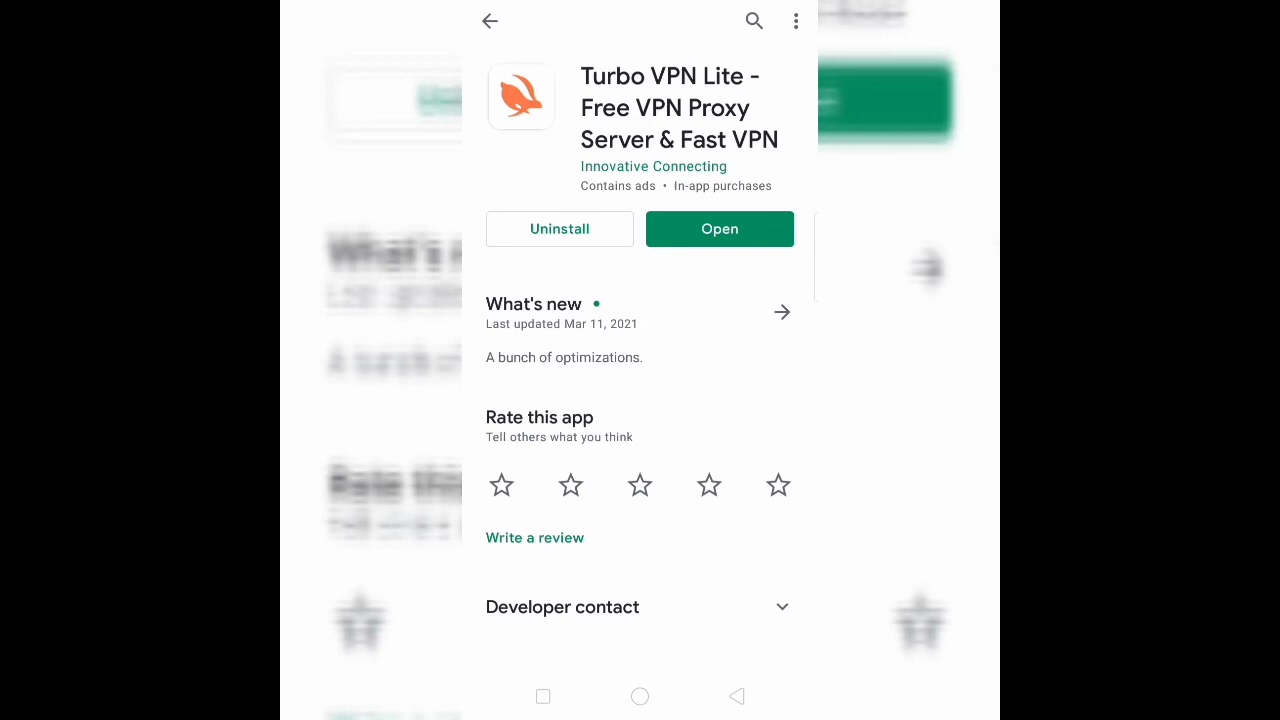 Turbo VPN Lite -
Free VPN Proxy
Server & Fast VPN
Innovative Connecting
Contains ads • In-app purchases
Uninstall
Open
What's new
Last updated Mar 11, 2021
A bunch of optimizations.
Rate this app
Tell others what you think
Write a review
Developer contact